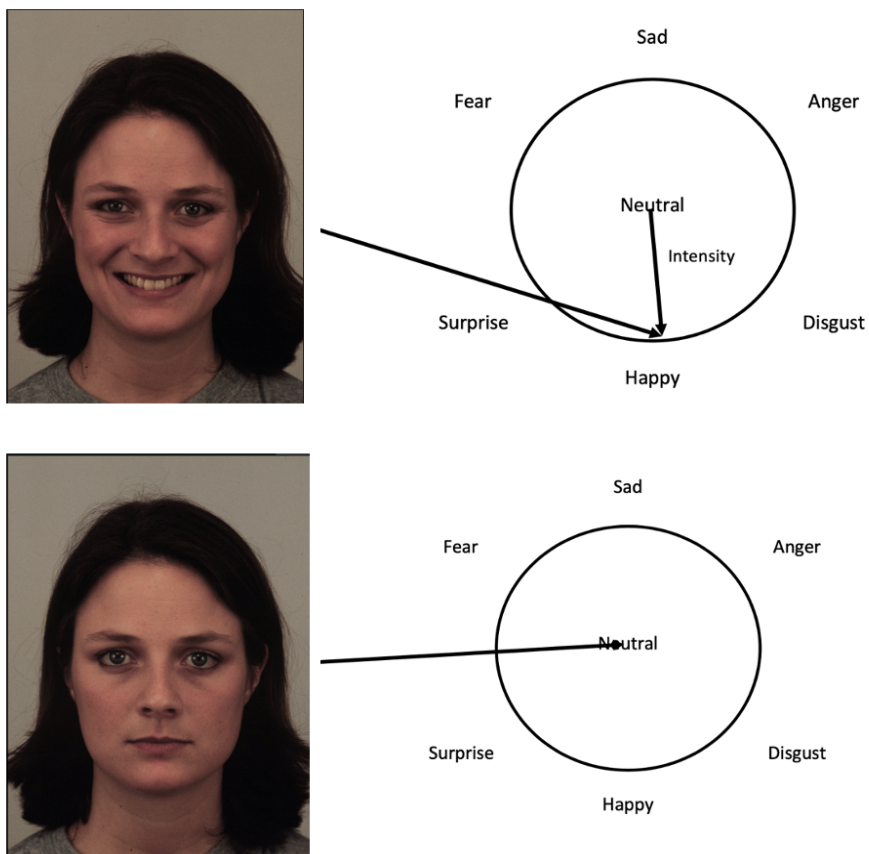 Sad
Fear
Anger
Neutral
Intensity
Surprise
Disgust
Happy
Sad
Fear
Anger
Neutral
Surprise
Disgust
Happy